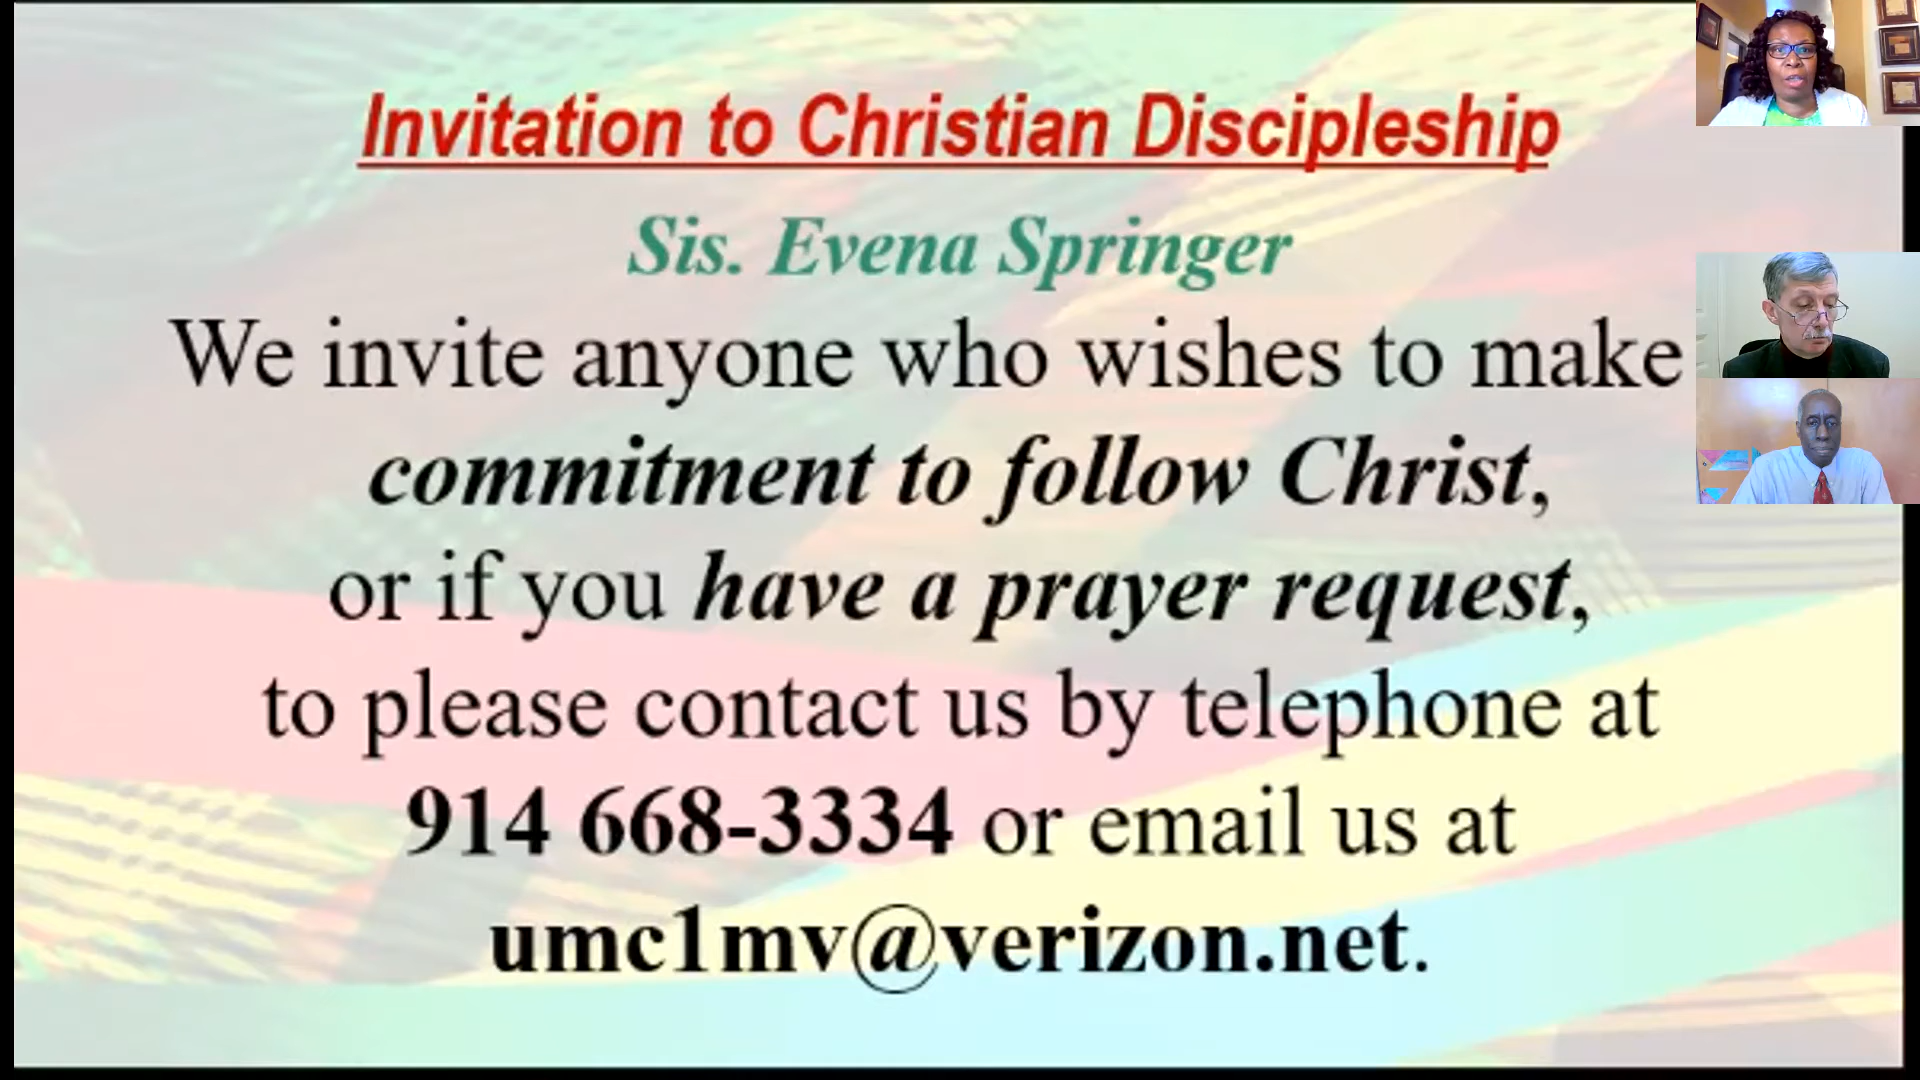 Invitation to Christian Discipleship
Sis. Evena Springer
We invite anyone who wishes to make
commitment to follow Christ,
or if you have a prayer request,
to please contact us by telephone at
914 668-3334 or email us at
umc1mv@verizon.net.